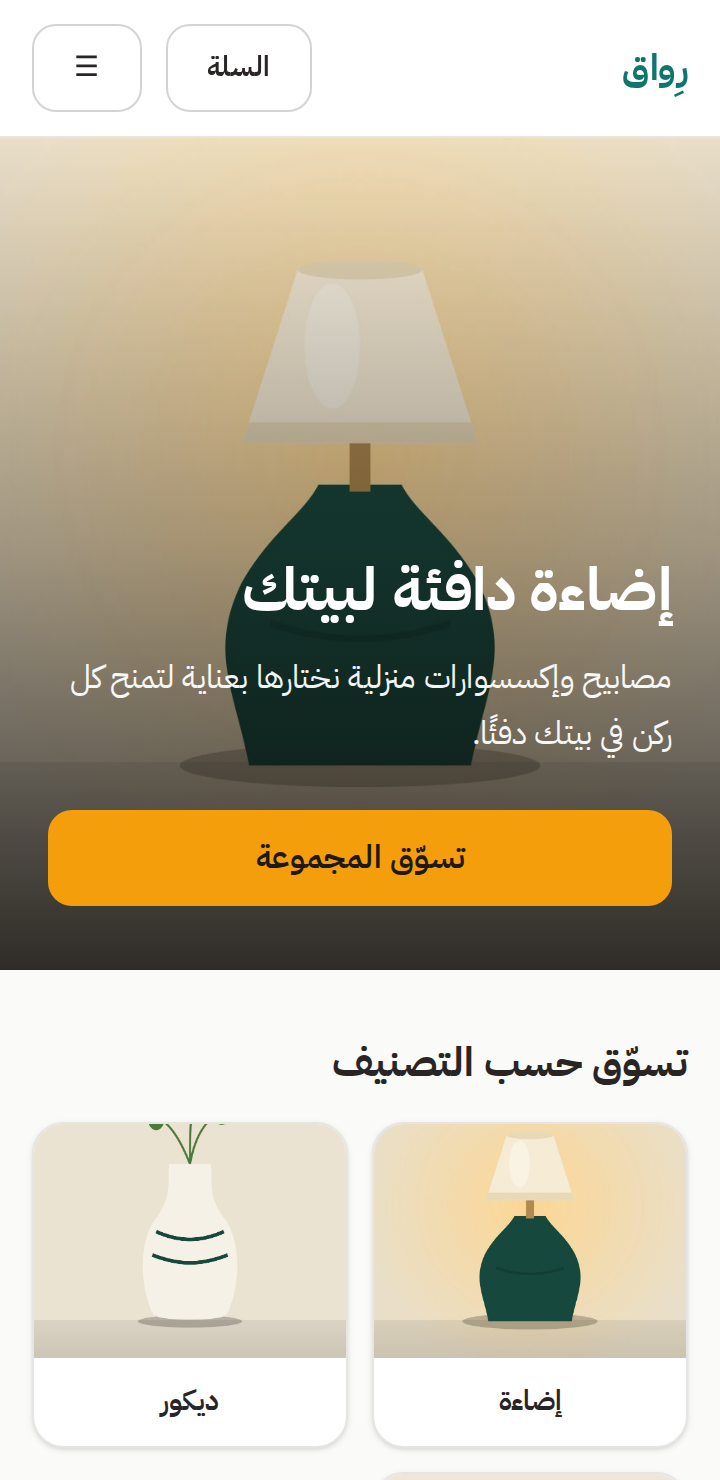 رِواق
السلة
☰
إضاءة دافئة لبيتك
مصابيح وإكسسوارات منزلية نختارها بعناية لتمنح كل
ركن في بيتك دفئًا.
تسوّق المجموعة
تسوّق حسب التصنيف
إضاءة
ديكور